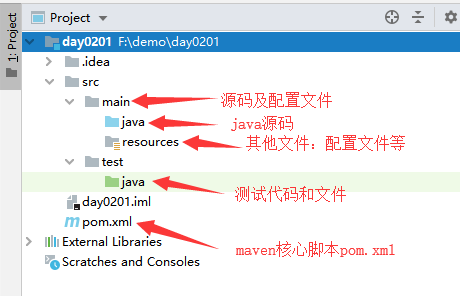 1: Project
Project
day0201 F:\demo\day0201
.idea
src
main
源码及配置文件
java
java源码
resources
其他文件：配置文件等
test
java
测试代码和文件
day0201.iml
pom.xml
maven核心脚本pom.xml
External Libraries
Scratches and Consoles